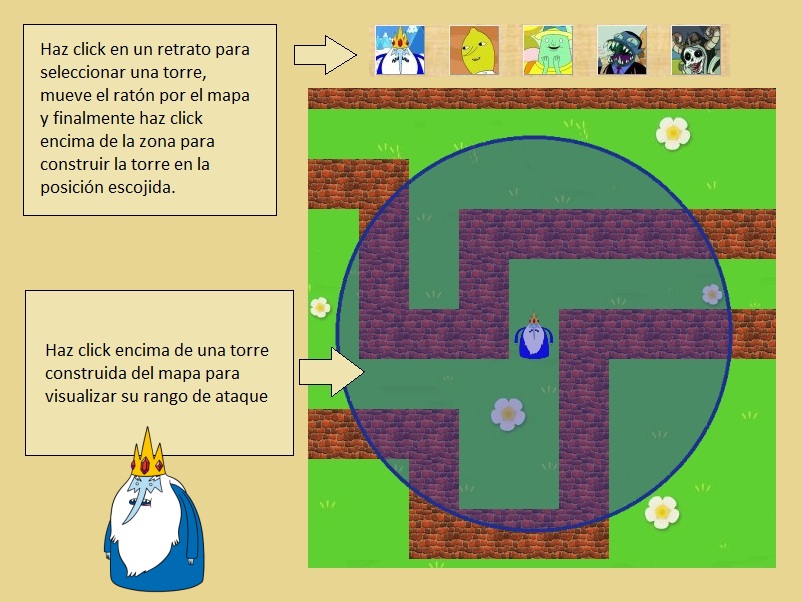 Haz click en un retrato para
seleccionar una torre,
mueve el ratón por el mapa
y finalmente haz click
encima de la zona para
construir la torre en la
posición escojida.
Haz click encima de una torre
construida del mapa para
visualizar su rango de ataque